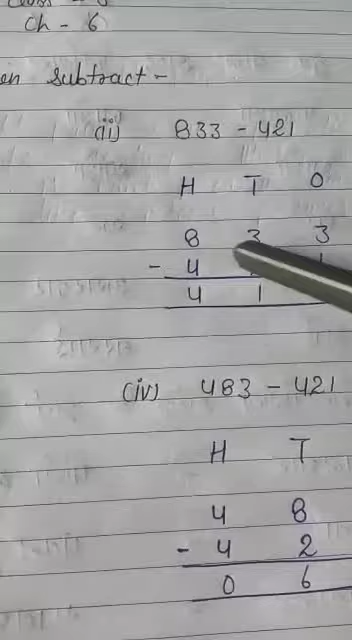 Ch - 6
subtract -
(ii) 833 - 421
H T O
8 3 3
- 4
4 1
(iv) 483 - 421
H T
4 8
- 4 2
0 6